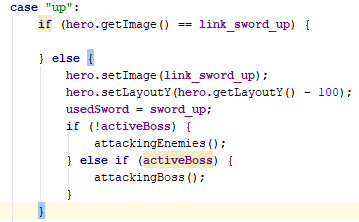 case "up":
if (hero.getImage() == link_sword_up) {
} else {
hero.setImage(link_sword_up);
hero.setLayoutY(hero.getLayoutY() - 100);
usedSword = sword_up;
if (!activeBoss) {
attackingEnemies();
} else if (activeBoss) {
attackingBoss();
}
}